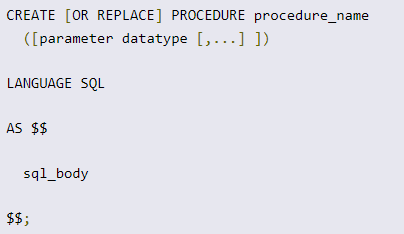 CREATE [OR REPLACE] PROCEDURE procedure_name
([parameter datatype [,...] ])
LANGUAGE SQL
AS $$
sql_body
$$;